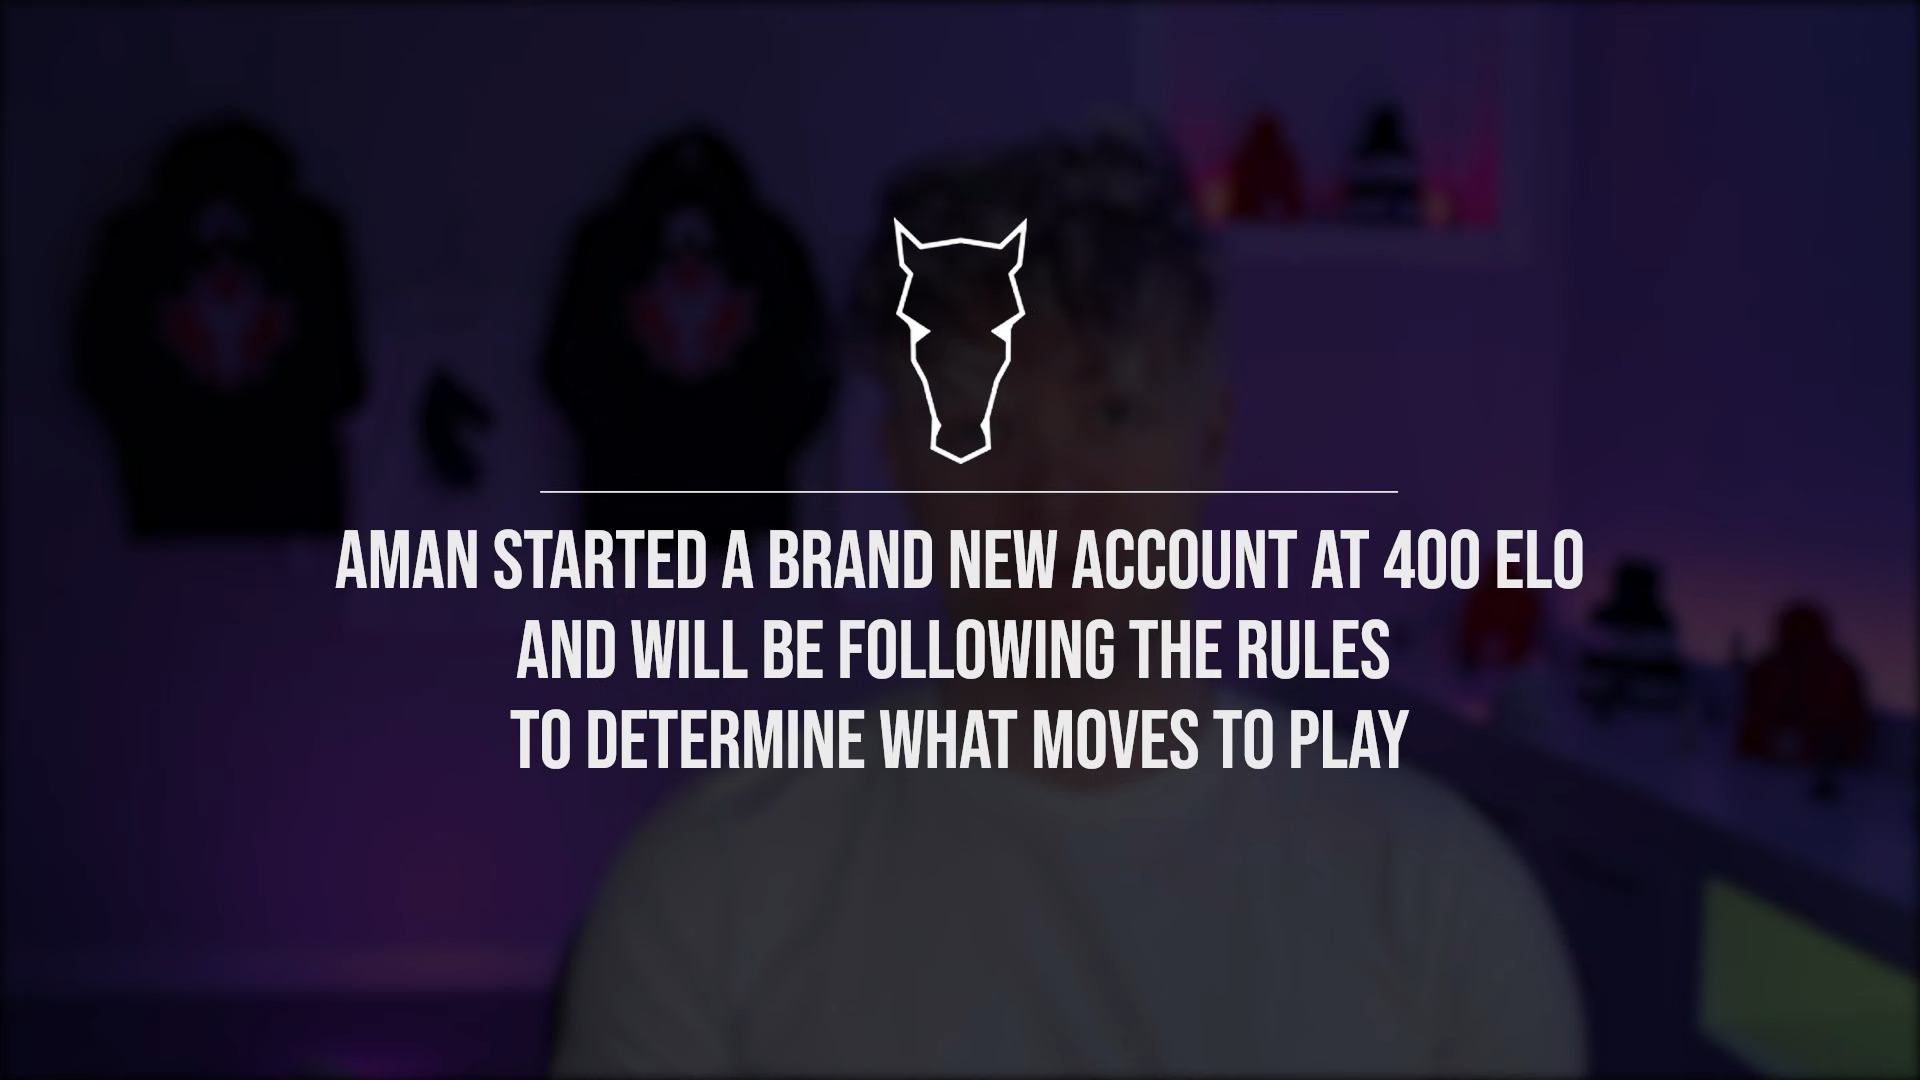 AMAN STARTED A BRAND NEW ACCOUNT AT 400 ELO
AND WILL BE FOLLOWING THE RULES
TO DETERMINE WHAT MOVES TO PLAY